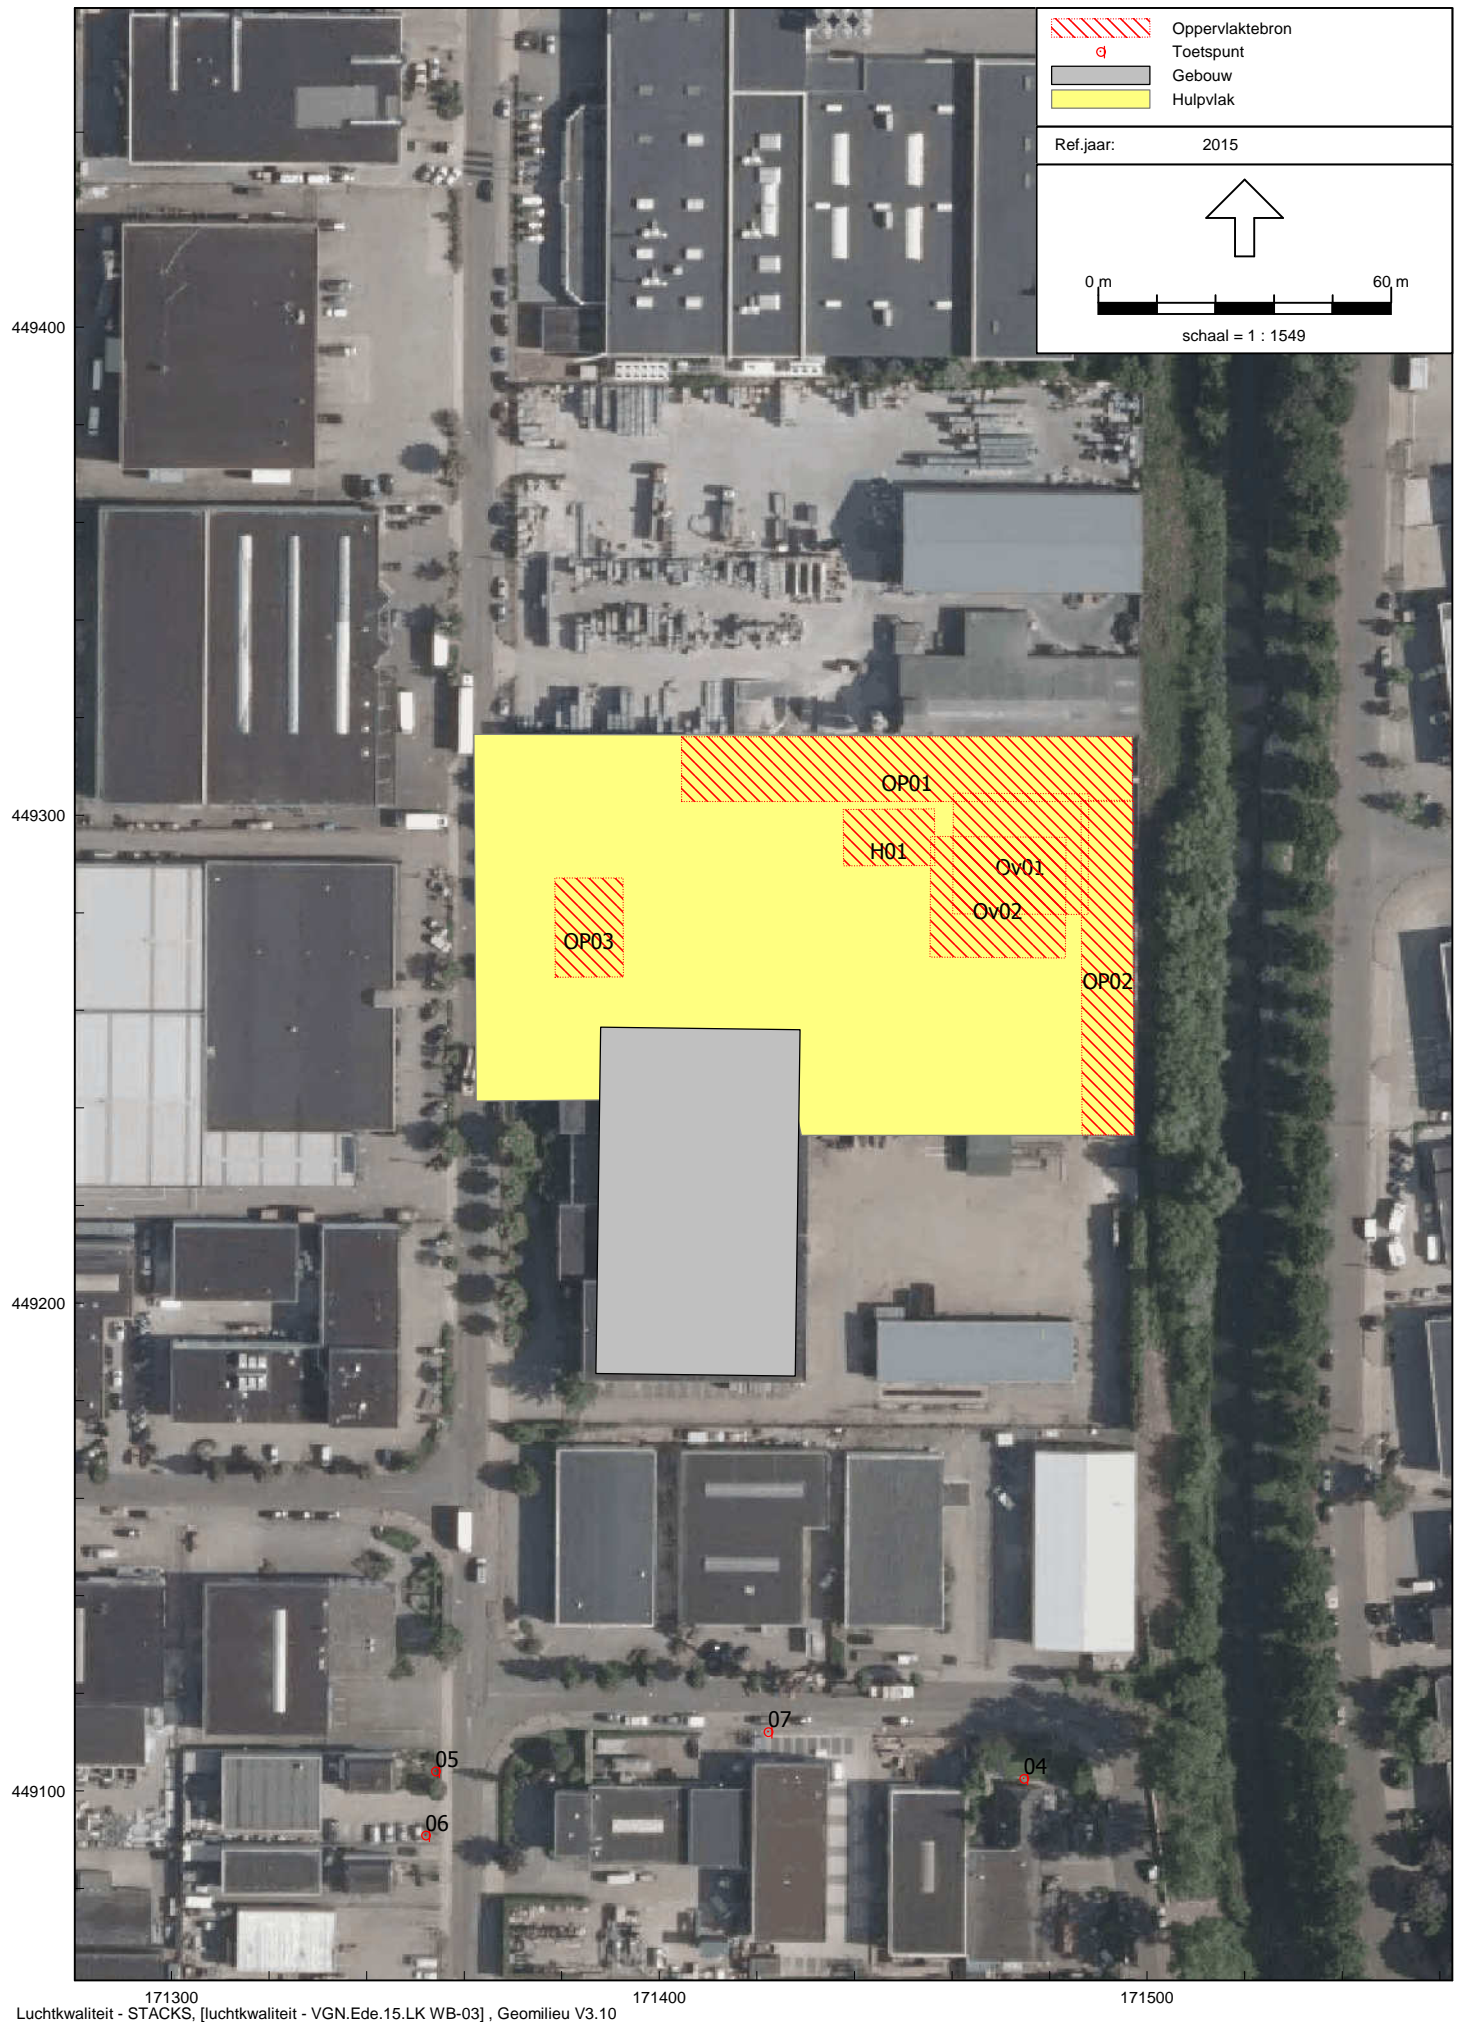 Oppervlaktebron
Toetspunt
Gebouw
Hulpvlak
Ref.jaar: 2015
0 m 60 m
schaal = 1 : 1549
449400
449300
449200
449100
OP01
H01
Ov01
Ov02
OP03
OP02
07
05
04
06
171300 171400 171500
Luchtkwaliteit - STACKS, [luchtkwaliteit - VGN.Ede.15.LK WB-03] , Geomilieu V3.10